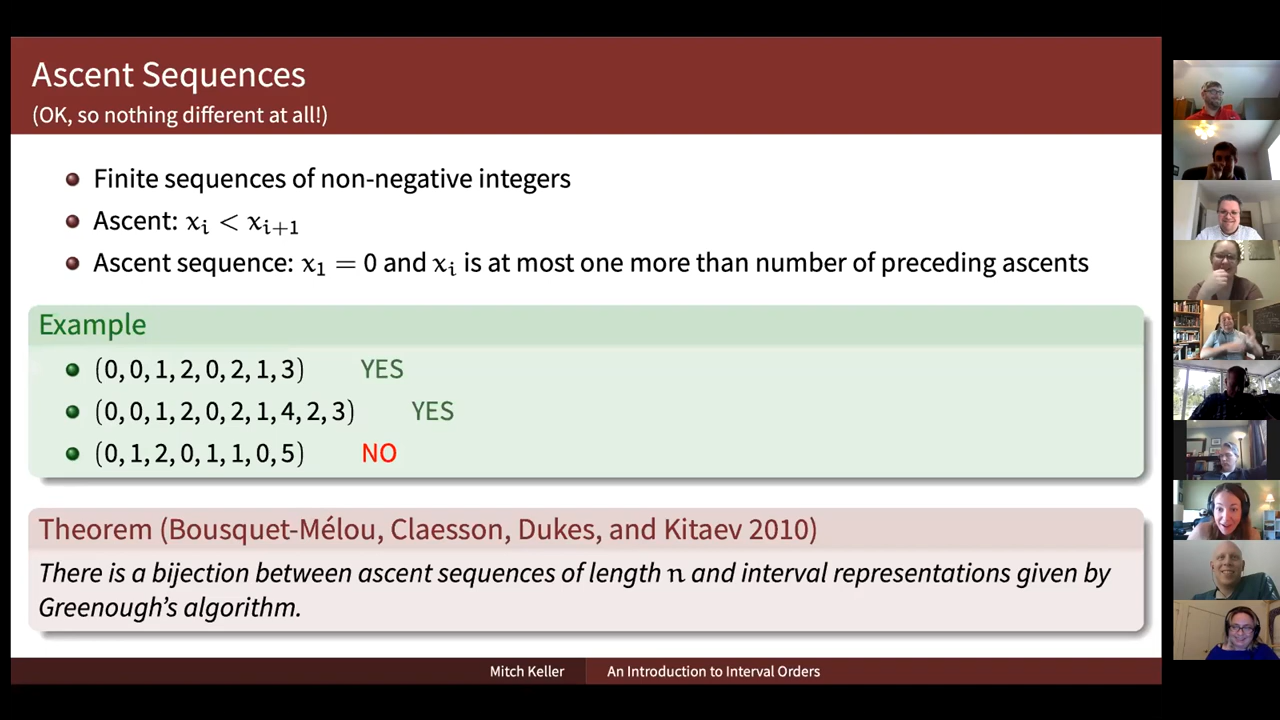 Ascent Sequences
(OK, so nothing different at all!)
Finite sequences of non-negative integers
Ascent: xᵢ < xᵢ₊₁
Ascent sequence: x₁ = 0 and xᵢ is at most one more than number of preceding ascents
Example
(0, 0, 1, 2, 0, 2, 1, 3) YES
(0, 0, 1, 2, 0, 2, 1, 4, 2, 3) YES
(0, 1, 2, 0, 1, 1, 0, 5) NO
Theorem (Bousquet-Mélou, Claesson, Dukes, and Kitaev 2010)
There is a bijection between ascent sequences of length n and interval representations given by
Greenough's algorithm.
Mitch Keller An Introduction to Interval Orders